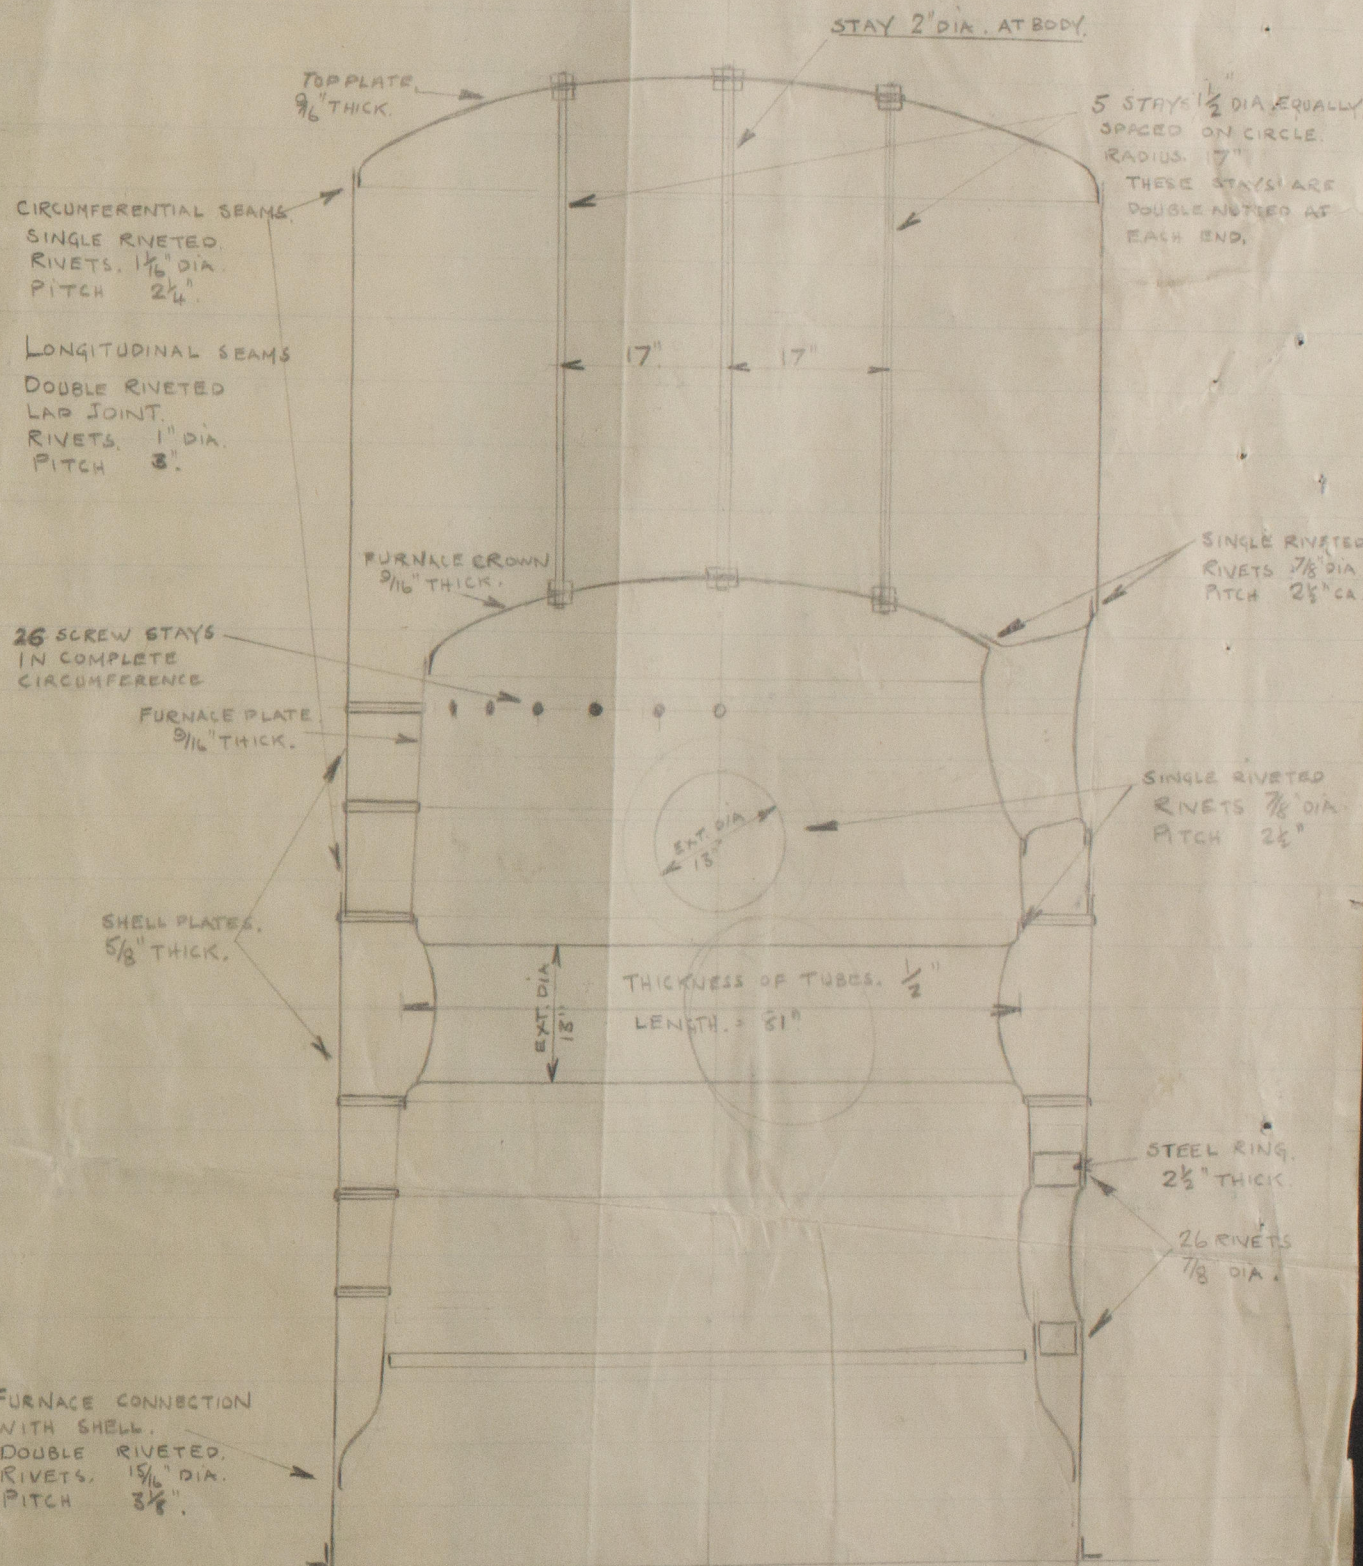 STAY 2" DIA. AT BODY.
TOP PLATE.
9/16" THICK.
5 STAYS 1½" DIA. EQUALLY
SPACED ON CIRCLE.
RADIUS. 17"
THESE STAYS ARE
DOUBLE NUTTED AT
EACH END.
CIRCUMFERENTIAL SEAMS.
SINGLE RIVETED.
RIVETS. 1 1/16" DIA.
PITCH 2¼".
LONGITUDINAL SEAMS
DOUBLE RIVETED
LAP JOINT.
RIVETS. 1" DIA.
PITCH 3".
17". 17"
FURNACE CROWN
9/16" THICK.
SINGLE RIVETED
RIVETS 7/8" DIA
PITCH
26 SCREW STAYS
IN COMPLETE
CIRCUMFERENCE
FURNACE PLATE
9/16" THICK.
SINGLE RIVETED
RIVETS 7/8" DIA.
PITCH
EXT. DIA
13"
SHELL PLATES.
5/8" THICK.
EXT. DIA
13"
THICKNESS OF TUBES. ½"
LENGTH. =
STEEL RING.
2½" THICK.
26 RIVETS
7/8 DIA.
FURNACE CONNECTION
WITH SHELL.
DOUBLE RIVETED.
RIVETS. 15/16" DIA.
PITCH 3⅛".